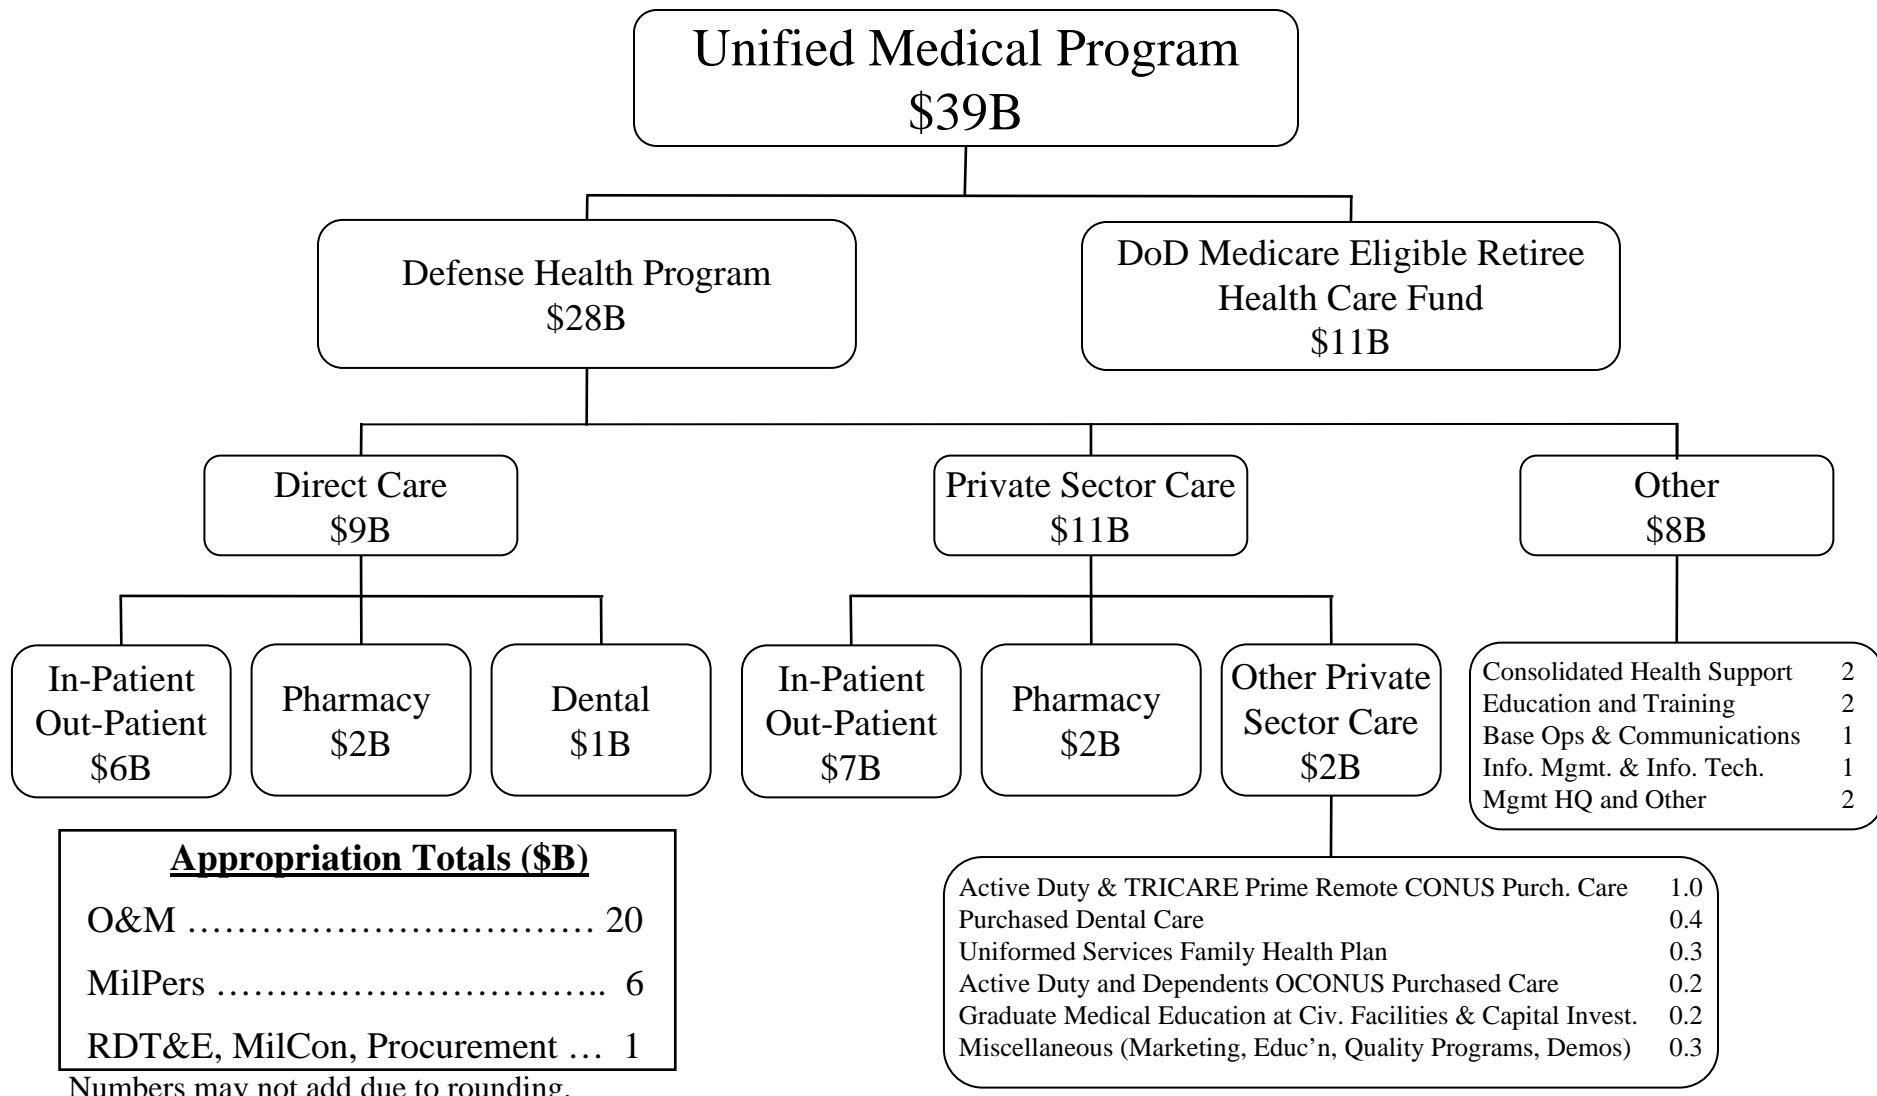 Unified Medical Program
$39B
Defense Health Program
$28B
DoD Medicare Eligible Retiree
Health Care Fund
$11B
Direct Care
$9B
Private Sector Care
$11B
Other
$8B
In-Patient
Out-Patient
$6B
Pharmacy
$2B
Dental
$1B
In-Patient
Out-Patient
$7B
Pharmacy
$2B
Other Private
Sector Care
$2B
Consolidated Health Support 2
Education and Training 2
Base Ops & Communications 1
Info. Mgmt. & Info. Tech. 1
Mgmt HQ and Other 2
Appropriation Totals ($B)
O&M …………………………… 20
MilPers ………………………….. 6
RDT&E, MilCon, Procurement … 1
Numbers may not add due to rounding.
Active Duty & TRICARE Prime Remote CONUS Purch. Care 1.0
Purchased Dental Care 0.4
Uniformed Services Family Health Plan 0.3
Active Duty and Dependents OCONUS Purchased Care 0.2
Graduate Medical Education at Civ. Facilities & Capital Invest. 0.2
Miscellaneous (Marketing, Educ’n, Quality Programs, Demos) 0.3